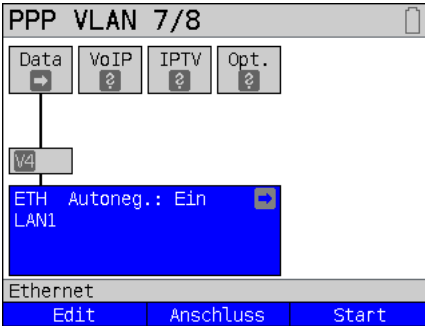 PPP VLAN 7/8
Data VoIP IPTV Opt.
? ? ?
V4
ETH Autoneg.: Ein
LAN1
Ethernet
Edit Anschluss Start